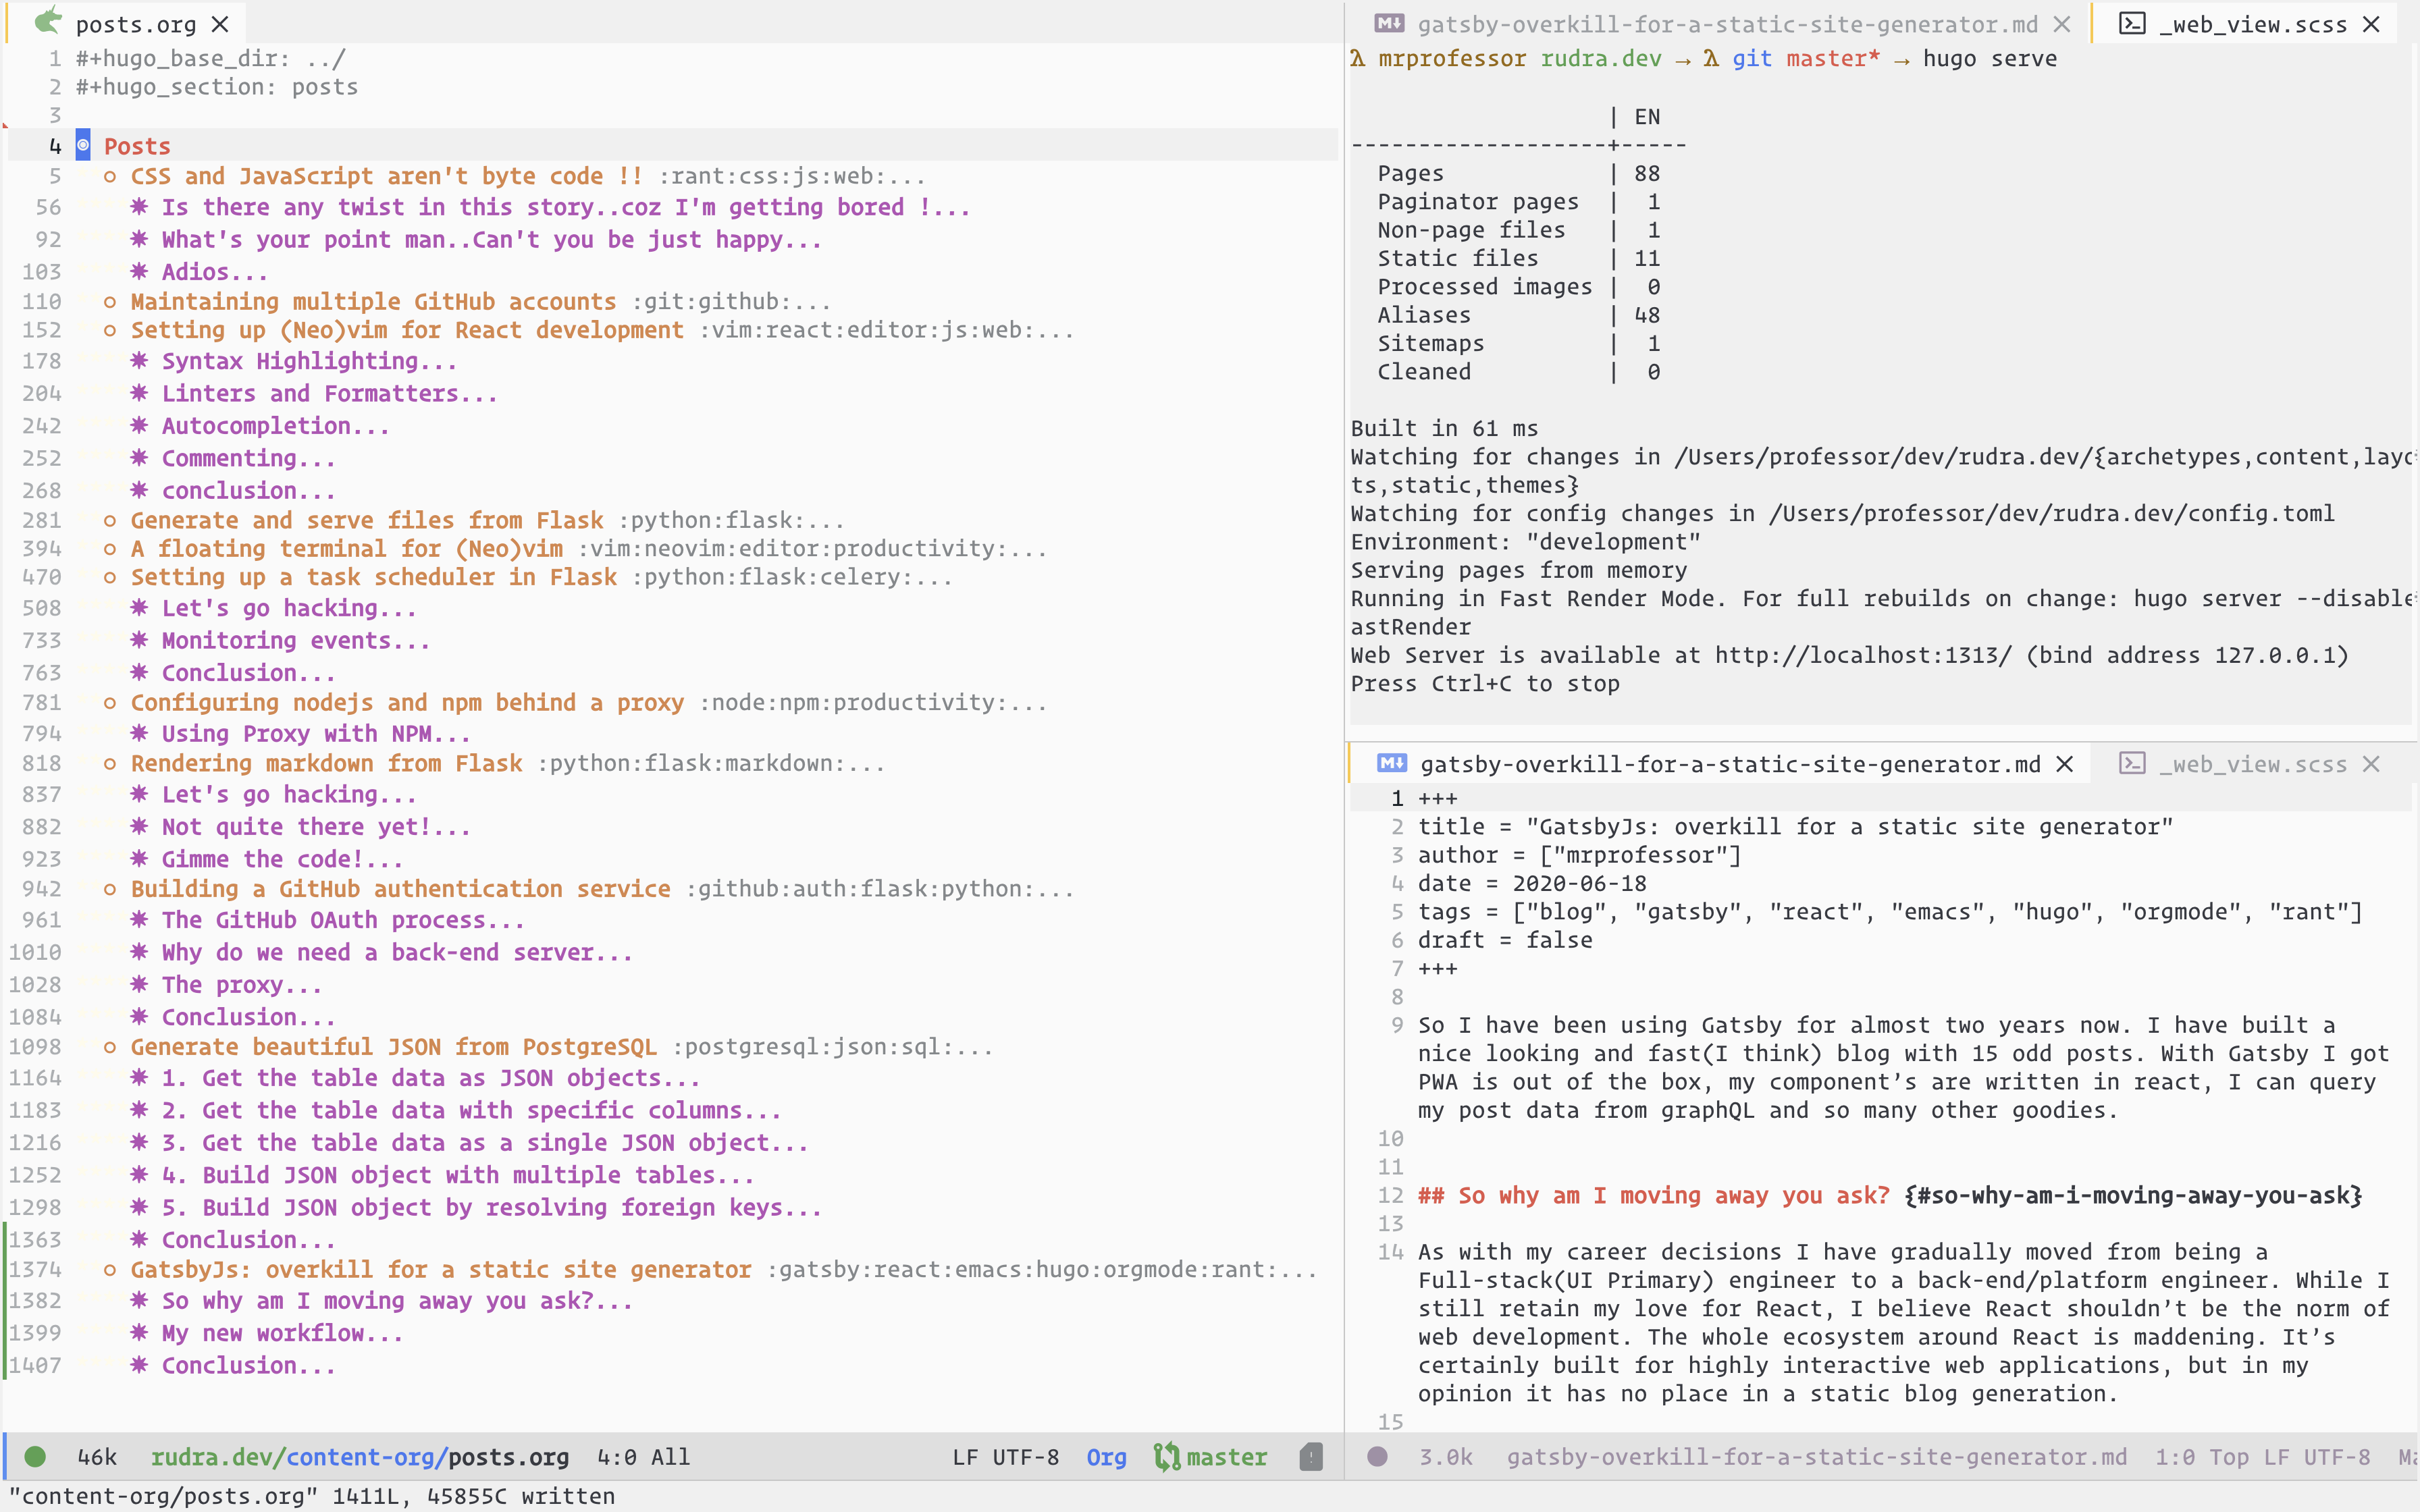 posts.org
1 #+hugo_base_dir: ../
2 #+hugo_section: posts
3
4 Posts
5 CSS and JavaScript aren't byte code !! :rant:css:js:web:...
56 Is there any twist in this story..coz I'm getting bored !...
92 What's your point man..Can't you be just happy...
103 Adios...
110 Maintaining multiple GitHub accounts :git:github:...
152 Setting up (Neo)vim for React development :vim:react:editor:js:web:...
178 Syntax Highlighting...
204 Linters and Formatters...
242 Autocompletion...
252 Commenting...
268 conclusion...
281 Generate and serve files from Flask :python:flask:...
394 A floating terminal for (Neo)vim :vim:neovim:editor:productivity:...
470 Setting up a task scheduler in Flask :python:flask:celery:...
508 Let's go hacking...
733 Monitoring events...
763 Conclusion...
781 Configuring nodejs and npm behind a proxy :node:npm:productivity:...
794 Using Proxy with NPM...
818 Rendering markdown from Flask :python:flask:markdown:...
837 Let's go hacking...
882 Not quite there yet!...
923 Gimme the code!...
942 Building a GitHub authentication service :github:auth:flask:python:...
961 The GitHub OAuth process...
1010 Why do we need a back-end server...
1028 The proxy...
1084 Conclusion...
1098 Generate beautiful JSON from PostgreSQL :postgresql:json:sql:...
1164 1. Get the table data as JSON objects...
1183 2. Get the table data with specific columns...
1216 3. Get the table data as a single JSON object...
1252 4. Build JSON object with multiple tables...
1298 5. Build JSON object by resolving foreign keys...
1363 Conclusion...
1374 GatsbyJs: overkill for a static site generator :gatsby:react:emacs:hugo:orgmode:rant:...
1382 So why am I moving away you ask?...
1399 My new workflow...
1407 Conclusion...
46k rudra.dev/content-org/posts.org 4:0 All LF UTF-8 Org master
"content-org/posts.org" 1411L, 45855C written
gatsby-overkill-for-a-static-site-generator.md _web_view.scss
λ mrprofessor rudra.dev → λ git master* → hugo serve
| EN
-------------------+-----
Pages | 88
Paginator pages | 1
Non-page files | 1
Static files | 11
Processed images | 0
Aliases | 48
Sitemaps | 1
Cleaned | 0
Built in 61 ms
Watching for changes in /Users/professor/dev/rudra.dev/{archetypes,content,layo
ts,static,themes}
Watching for config changes in /Users/professor/dev/rudra.dev/config.toml
Environment: "development"
Serving pages from memory
Running in Fast Render Mode. For full rebuilds on change: hugo server --disable
astRender
Web Server is available at http://localhost:1313/ (bind address 127.0.0.1)
Press Ctrl+C to stop
M↓ gatsby-overkill-for-a-static-site-generator.md _web_view.scss
1 +++
2 title = "GatsbyJs: overkill for a static site generator"
3 author = ["mrprofessor"]
4 date = 2020-06-18
5 tags = ["blog", "gatsby", "react", "emacs", "hugo", "orgmode", "rant"]
6 draft = false
7 +++
8
9 So I have been using Gatsby for almost two years now. I have built a
nice looking and fast(I think) blog with 15 odd posts. With Gatsby I got
PWA is out of the box, my component’s are written in react, I can query
my post data from graphQL and so many other goodies.
10
11
12 ## So why am I moving away you ask? {#so-why-am-i-moving-away-you-ask}
13
14 As with my career decisions I have gradually moved from being a
Full-stack(UI Primary) engineer to a back-end/platform engineer. While I
still retain my love for React, I believe React shouldn’t be the norm of
web development. The whole ecosystem around React is maddening. It’s
certainly built for highly interactive web applications, but in my
opinion it has no place in a static blog generation.
15
3.0k gatsby-overkill-for-a-static-site-generator.md 1:0 Top LF UTF-8